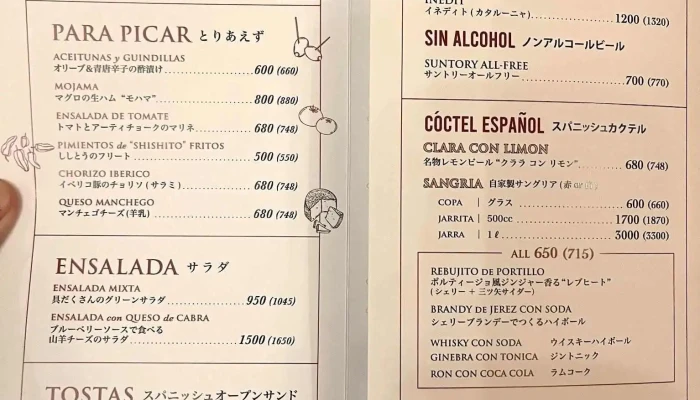 PARA PICAR とりあえず
ACEITUNAS y GUINDILLAS
オリーブ&青唐辛子の酢漬け 600 (660)
MOJAMA
マグロの生ハム "モハマ" 800 (880)
ENSALADA DE TOMATE
トマトとアーティチョークのマリネ 680 (748)
PIMIENTOS de "SHISHITO" FRITOS
ししとうのフリート 500 (550)
CHORIZO IBERICO
イベリコ豚のチョリソ (サラミ) 680 (748)
QUESO MANCHEGO
マンチェゴチーズ (羊乳) 680 (748)
ENSALADA サラダ
ENSALADA MIXTA
具だくさんのグリーンサラダ 950 (1045)
ENSALADA con QUESO de CABRA
ブルーベリーソースで食べる
山羊チーズのサラダ 1500 (1650)
TOSTAS スパニッシュオープンサンド
INEDIT
イネディト (カタルーニャ) 1200 (1320)
SIN ALCOHOL ノンアルコールビール
SUNTORY ALL-FREE
サントリーオールフリー 700 (770)
CÓCTEL ESPAÑOL スパニッシュカクテル
CLARA CON LIMON
名物レモンビール "クララ コン リモン" 680 (748)
SANGRIA 自家製サングリア (赤 or
COPA | グラス 600 (660)
JARRITA | 500cc 1700 (1870)
JARRA | 1ℓ 3000 (3300)
ALL 650 (715)
REBUJITO de PORTILLO
ポルティージョ風ジンジャー香る"レブヒート"
(シェリー + 三ツ矢サイダー)
BRANDY de JEREZ CON SODA
シェリーブランデーでつくるハイボール
WHISKY CON SODA ウイスキーハイボール
GINEBRA CON TONICA ジントニック
RON CON COCA COLA ラムコーク